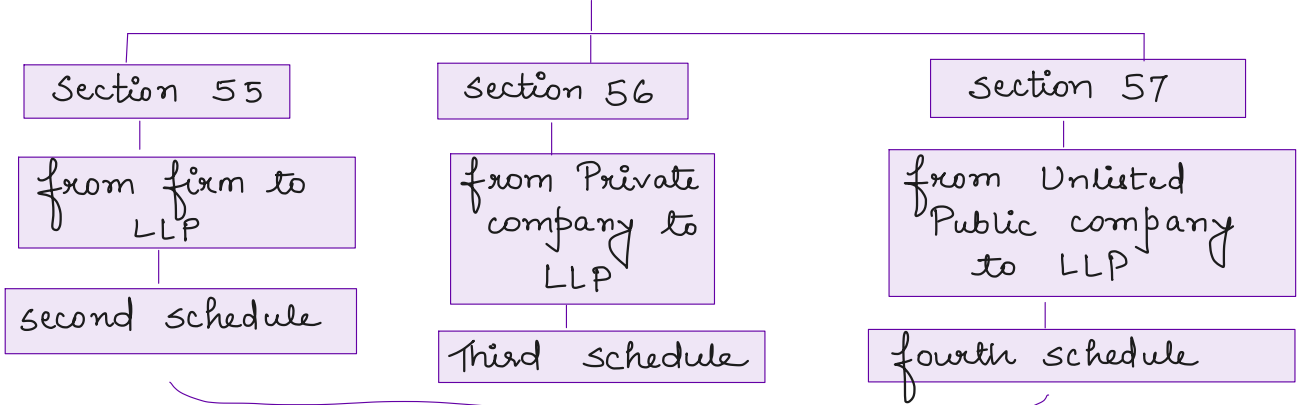 Section 55
from firm to
LLP
second schedule
section 56
from Private
company to
LLP
Third schedule
section 57
from Unlisted
Public company
to LLP
fourth schedule